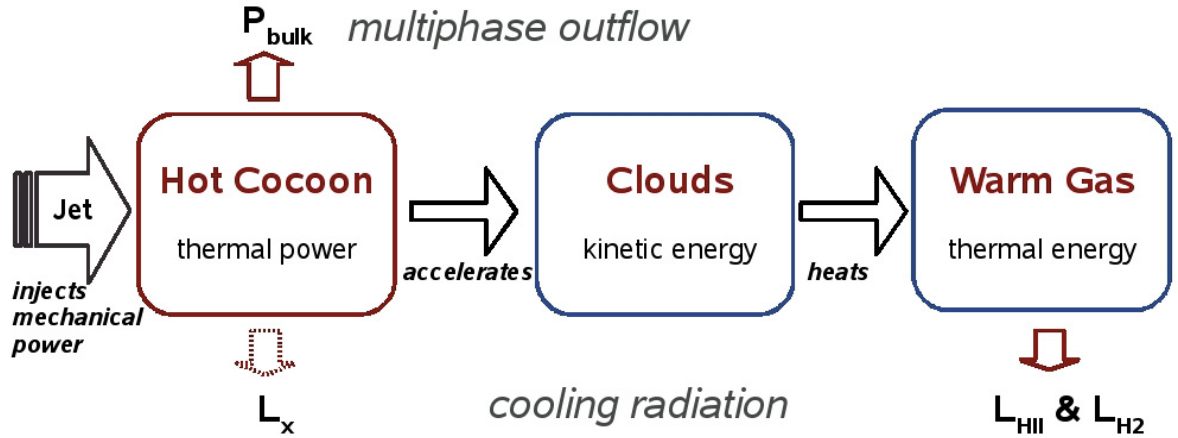 P_bulk multiphase outflow
Hot Cocoon
Clouds
Warm Gas
Jet
thermal power
kinetic energy
thermal energy
injects
mechanical
power
accelerates
heats
L_x
cooling radiation
L_HII & L_H2